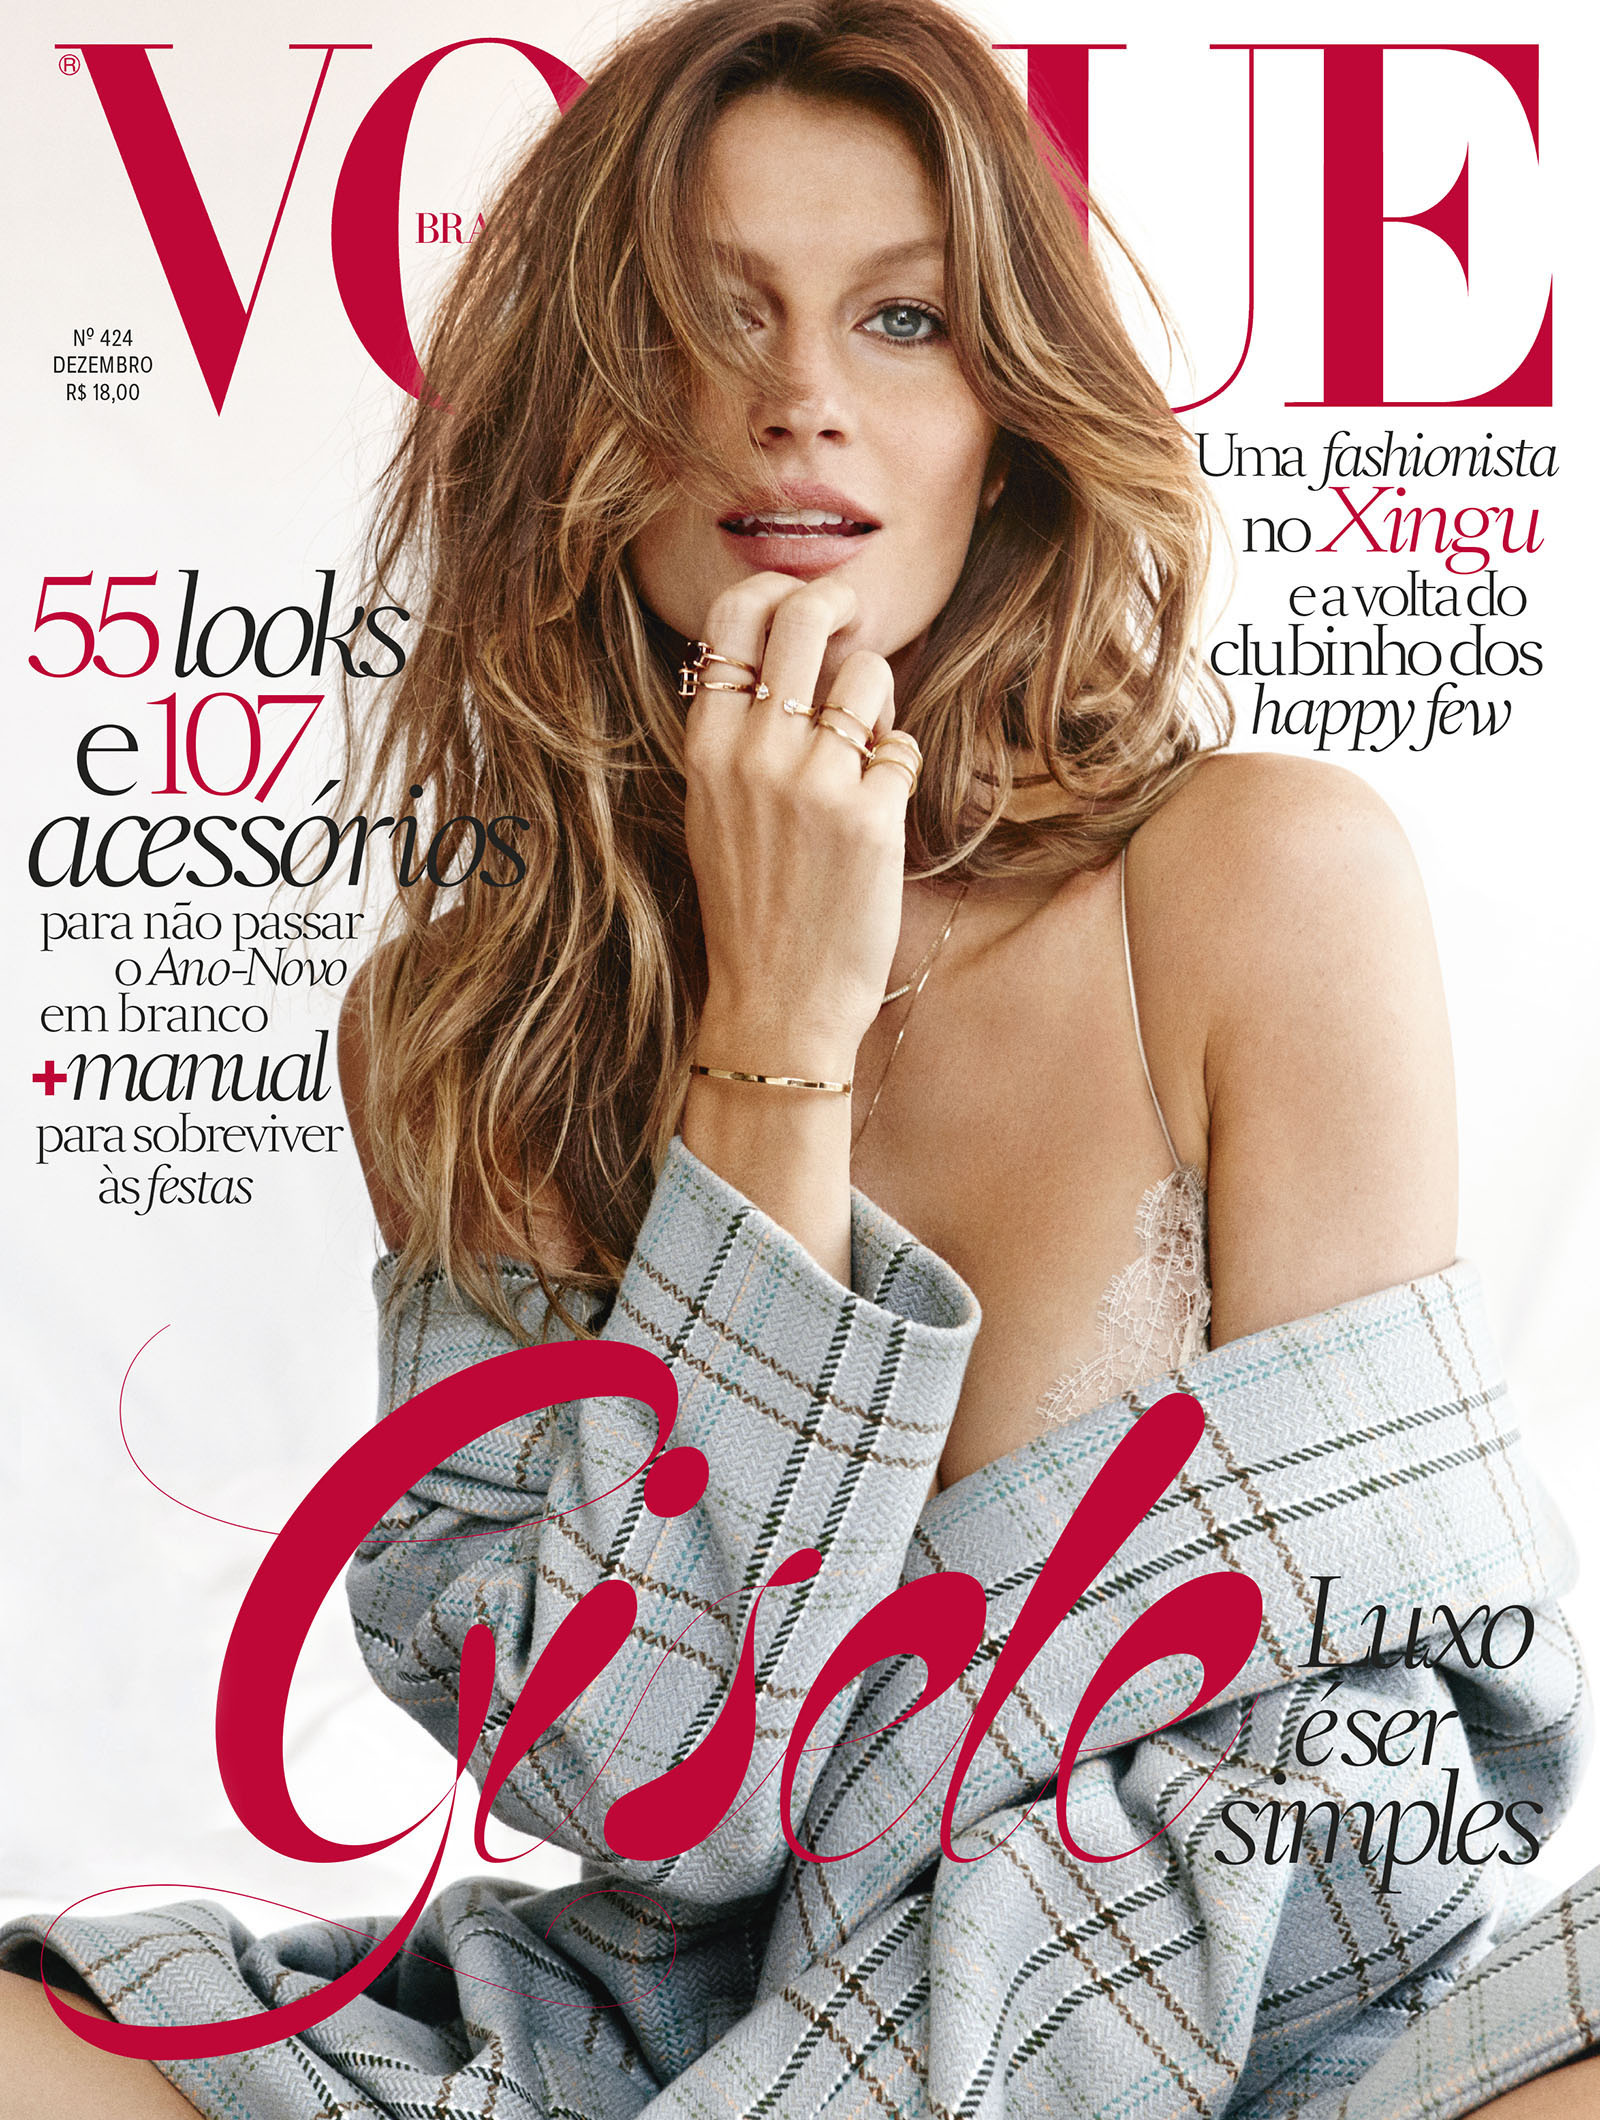 VOGUE
®
BRA
Nº 424
DEZEMBRO
R$ 18,00
Uma fashionista
no Xingu
e a volta do
clubinho dos
happy few
55 looks
e 107
acessórios
para não passar
o Ano-Novo
em branco
+manual
para sobreviver
às festas
Gisele
Luxo
é ser
simples